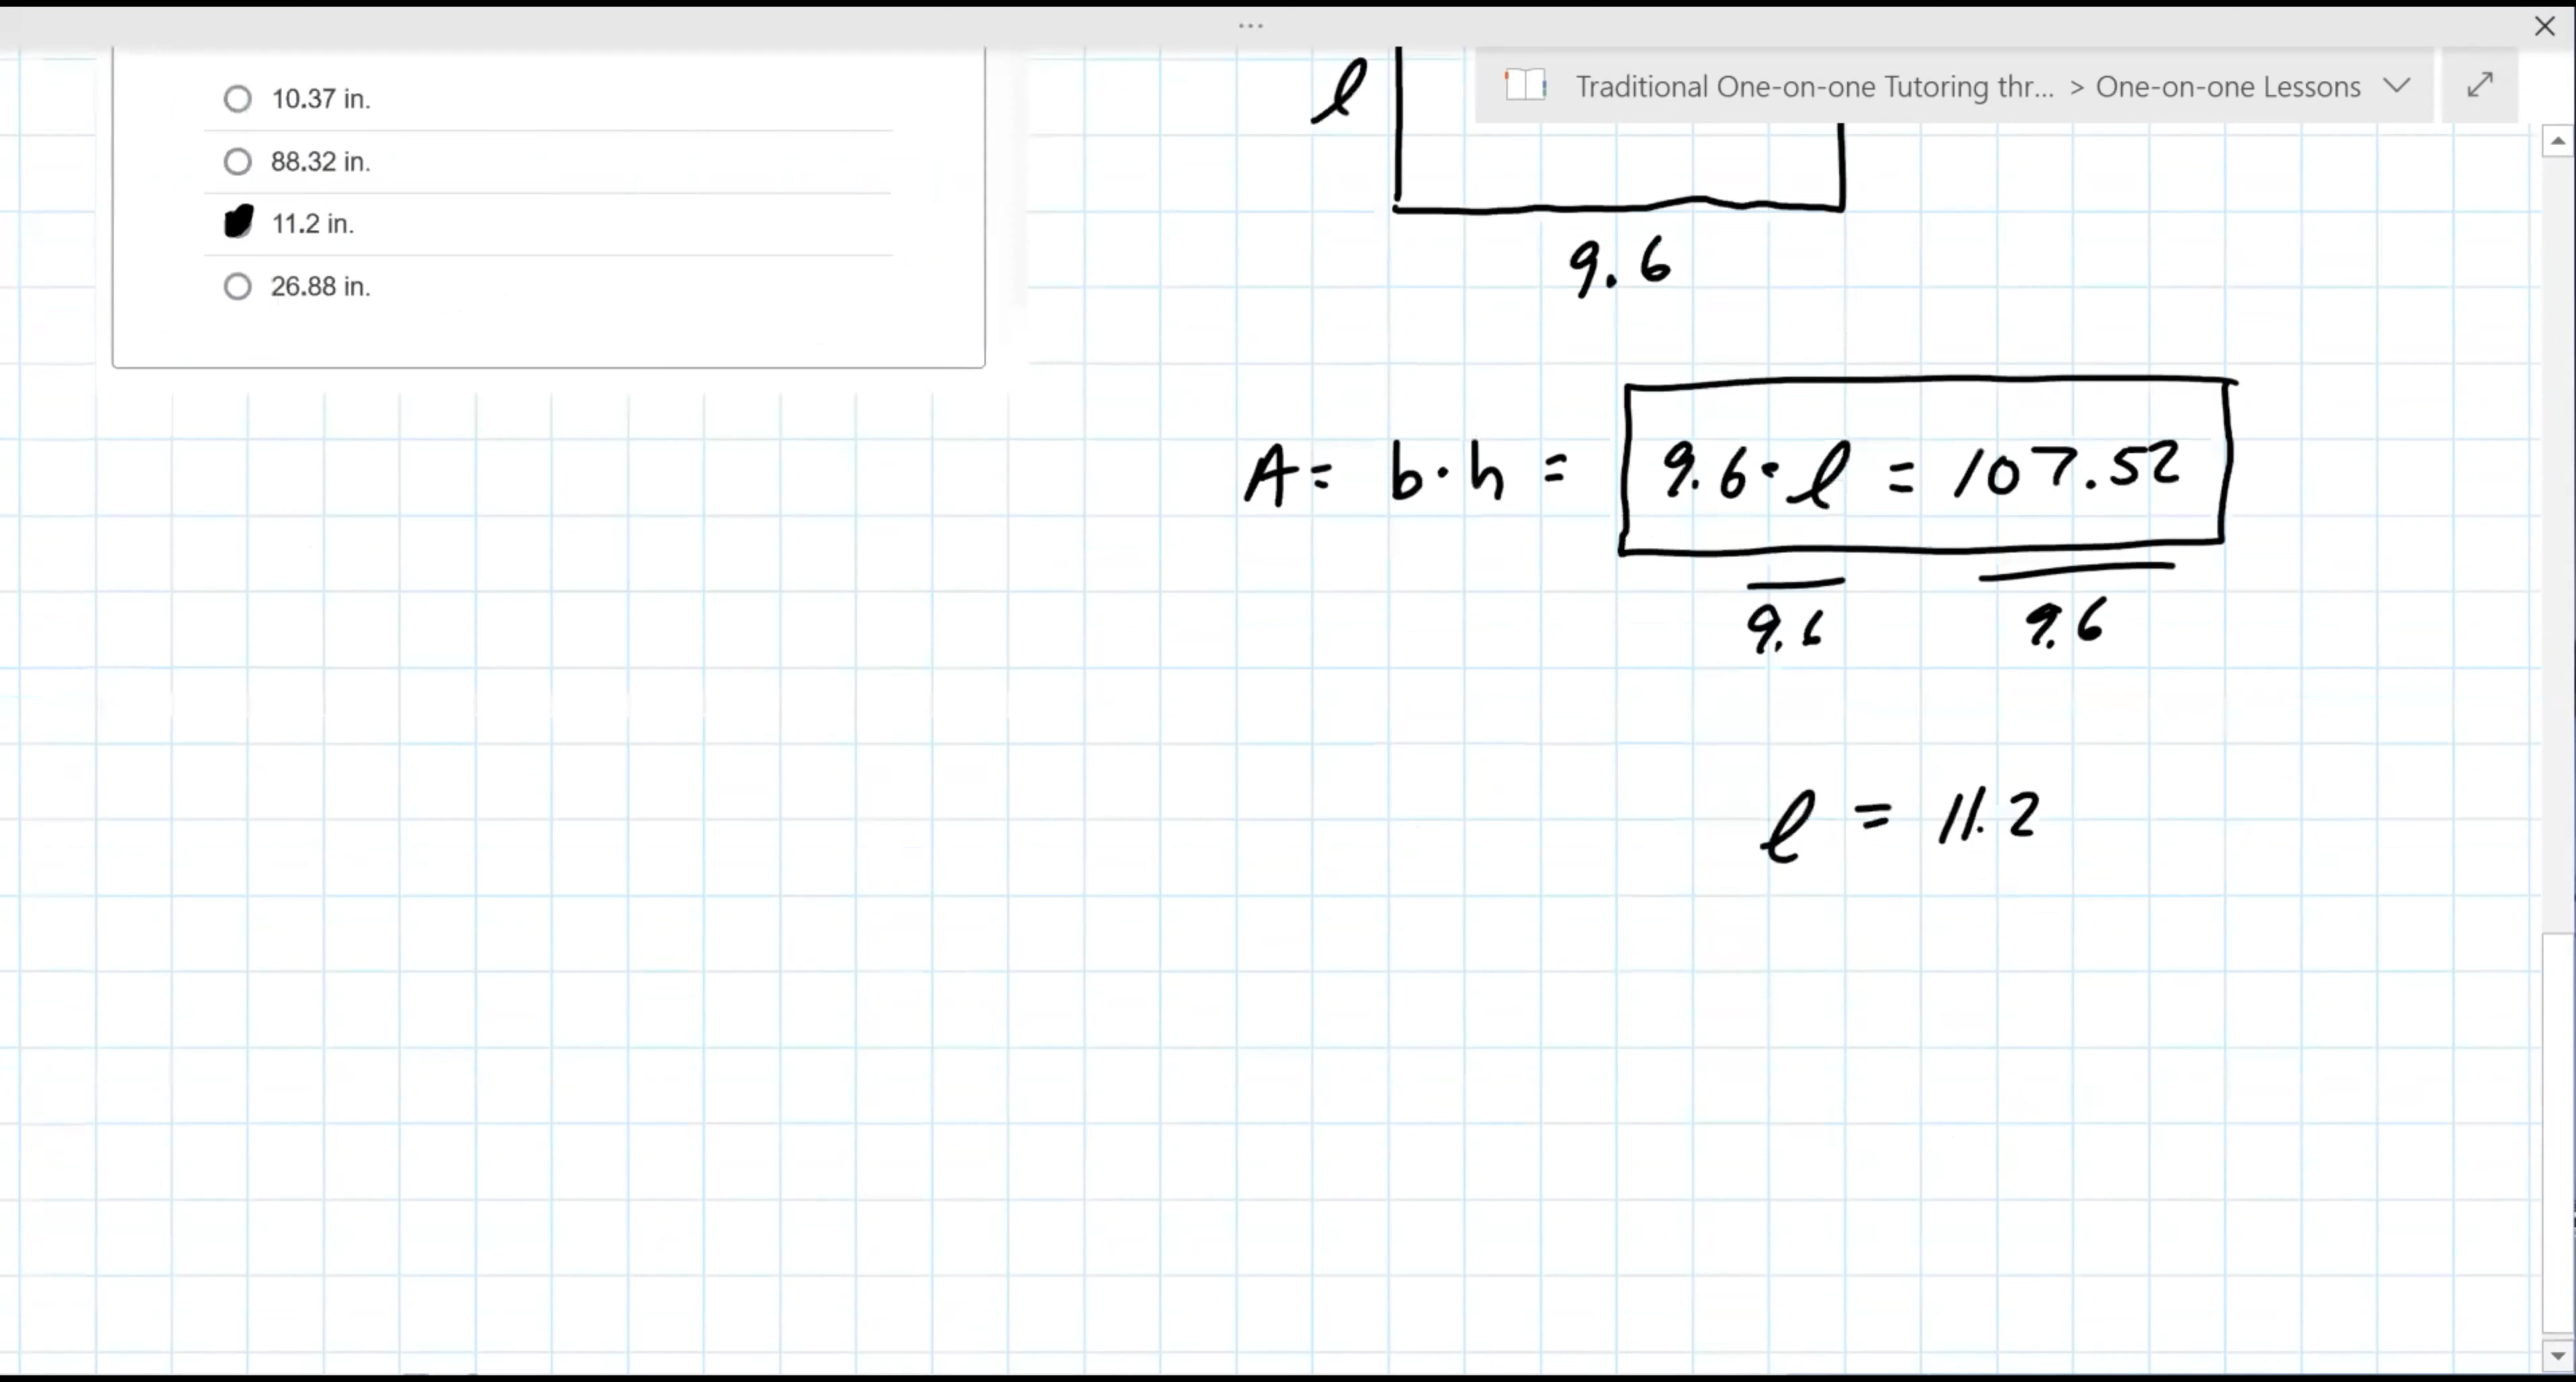 Traditional One-on-one Tutoring thr... > One-on-one Lessons
10.37 in.
88.32 in.
11.2 in.
26.88 in.
l
9.6
A = b · h = 9.6 · l = 107.52
9.6 9.6
l = 11.2